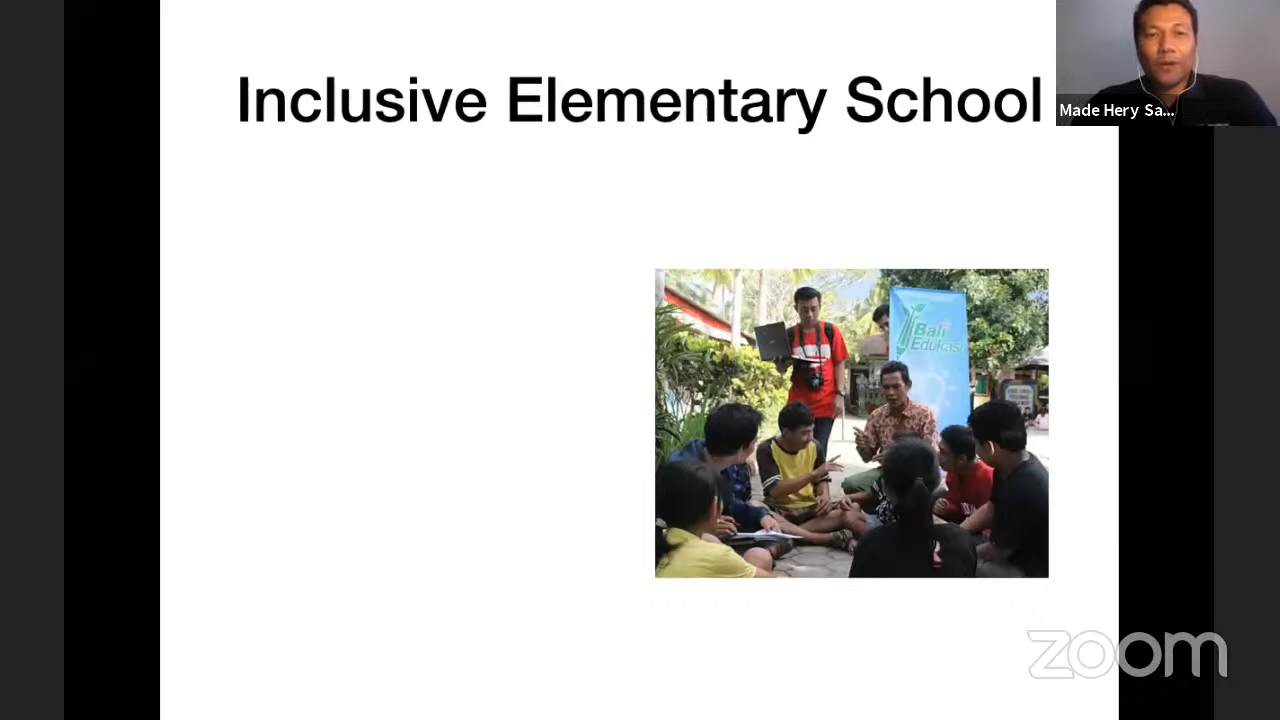 Inclusive Elementary School
Made Hery Sa...
Bali
Edukasi
zoom